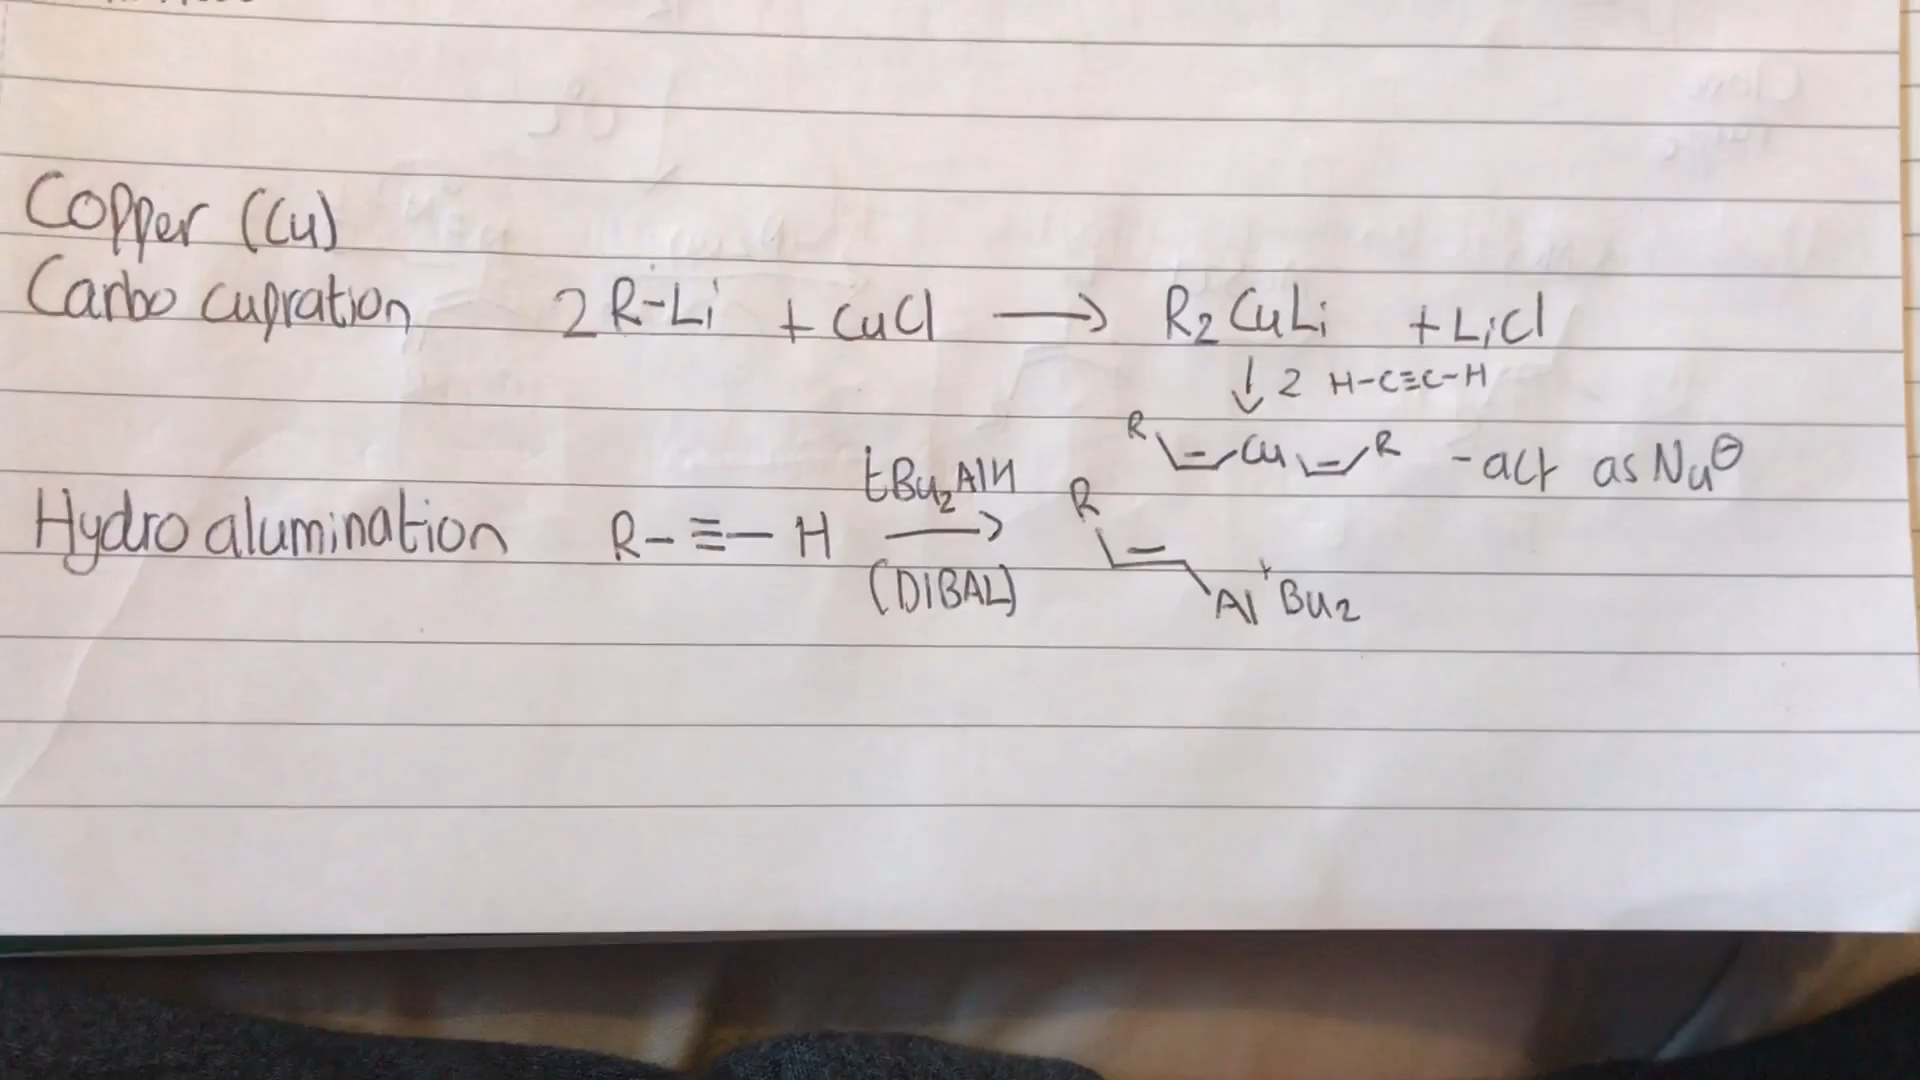 Copper (Cu)
Carbo cupration 2 R-Li + CuCl → R₂CuLi + LiCl
↓ 2 H-C≡C-H
R Cu R - act as Nu⊖
Hydro alumination R-≡-H tBu₂AlH → (DIBAL) R Al ᵗBu₂